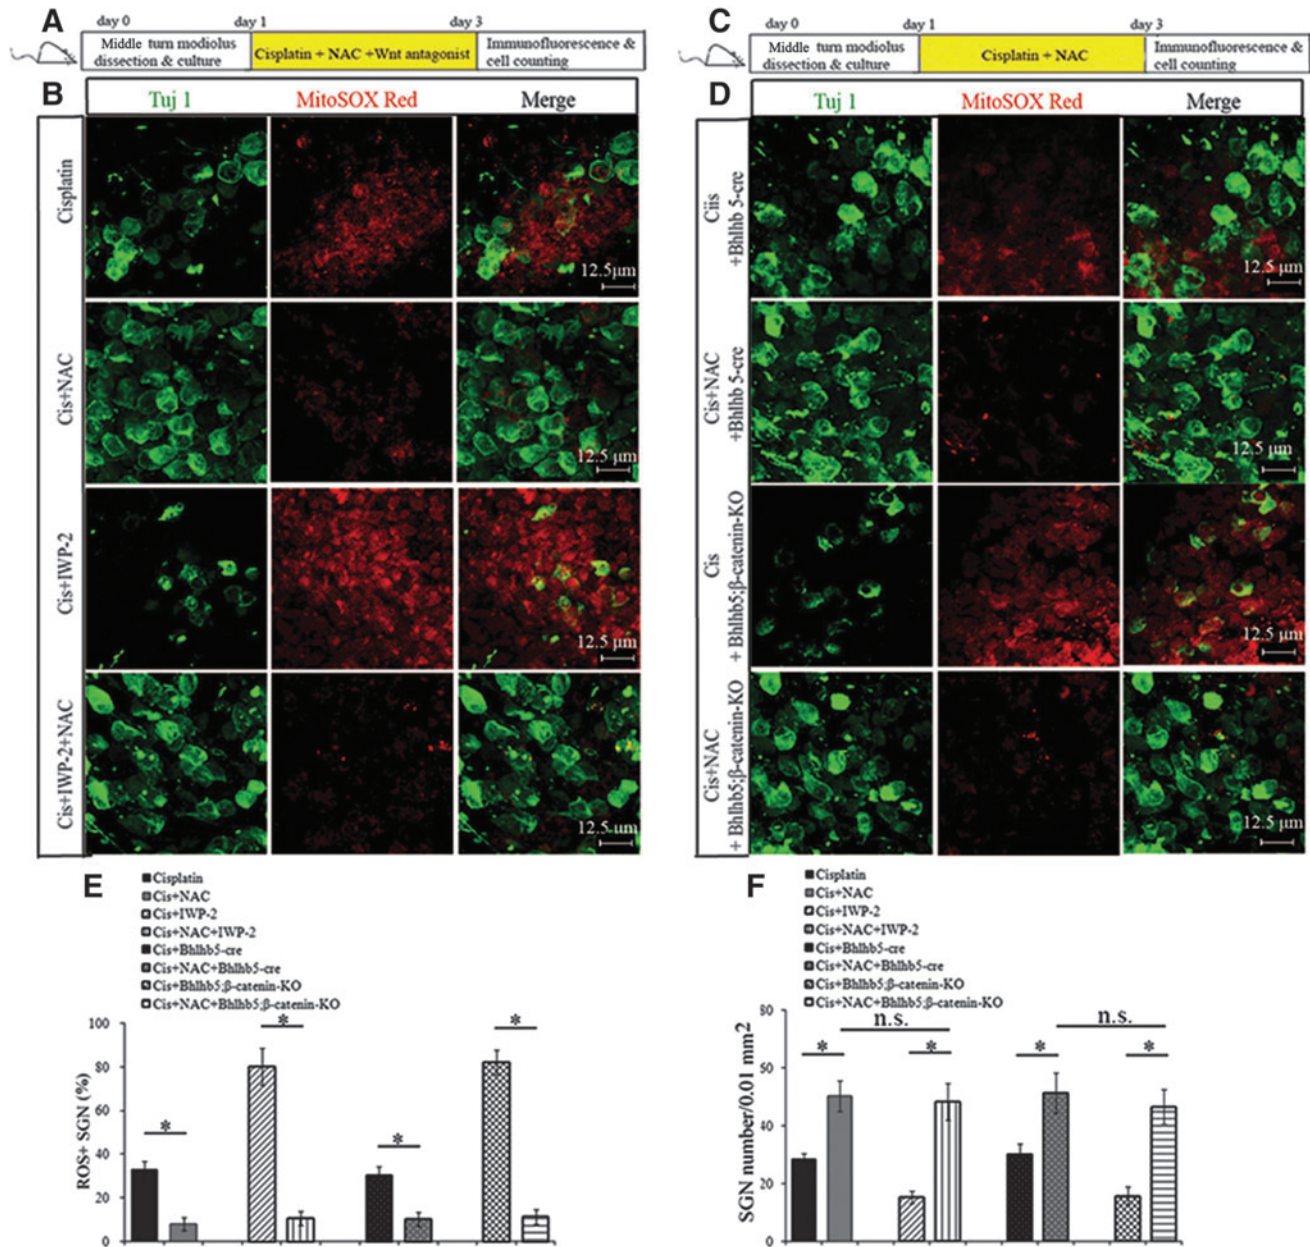 A
day 0
day 1
day 3
Middle turn modiolus
dissection & culture
Cisplatin + NAC +Wnt antagonist
Immunofluorescence &
cell counting
B
Tuj 1
MitoSOX Red
Merge
Cisplatin
12.5μm
Cis+NAC
12.5 μm
Cis+IWP-2
12.5 μm
Cis+IWP-2+NAC
12.5 μm
C
day 0
day 1
day 3
Middle turn modiolus
dissection & culture
Cisplatin + NAC
Immunofluorescence &
cell counting
D
Tuj 1
MitoSOX Red
Merge
Ciis
+Bhlhb 5-cre
12.5 μm
Cis+NAC
+Bhlhb 5-cre
12.5 μm
Cis
+ Bhlhb5;β-catenin-KO
12.5 μm
Cis+NAC
+ Bhlhb5;β-catenin-KO
12.5 μm
E
Cisplatin
Cis+NAC
Cis+IWP-2
Cis+NAC+IWP-2
Cis+Bhlhb5-cre
Cis+NAC+Bhlhb5-cre
Cis+Bhlhb5;β-catenin-KO
Cis+NAC+Bhlhb5;β-catenin-KO
ROS+ SGN (%)
100
80
60
40
20
0
*
*
*
*
F
Cisplatin
Cis+NAC
Cis+IWP-2
Cis+NAC+IWP-2
Cis+Bhlhb5-cre
Cis+NAC+Bhlhb5-cre
Cis+Bhlhb5;β-catenin-KO
Cis+NAC+Bhlhb5;β-catenin-KO
SGN number/0.01 mm2
80
60
40
20
0
n.s.
n.s.
*
*
*
*